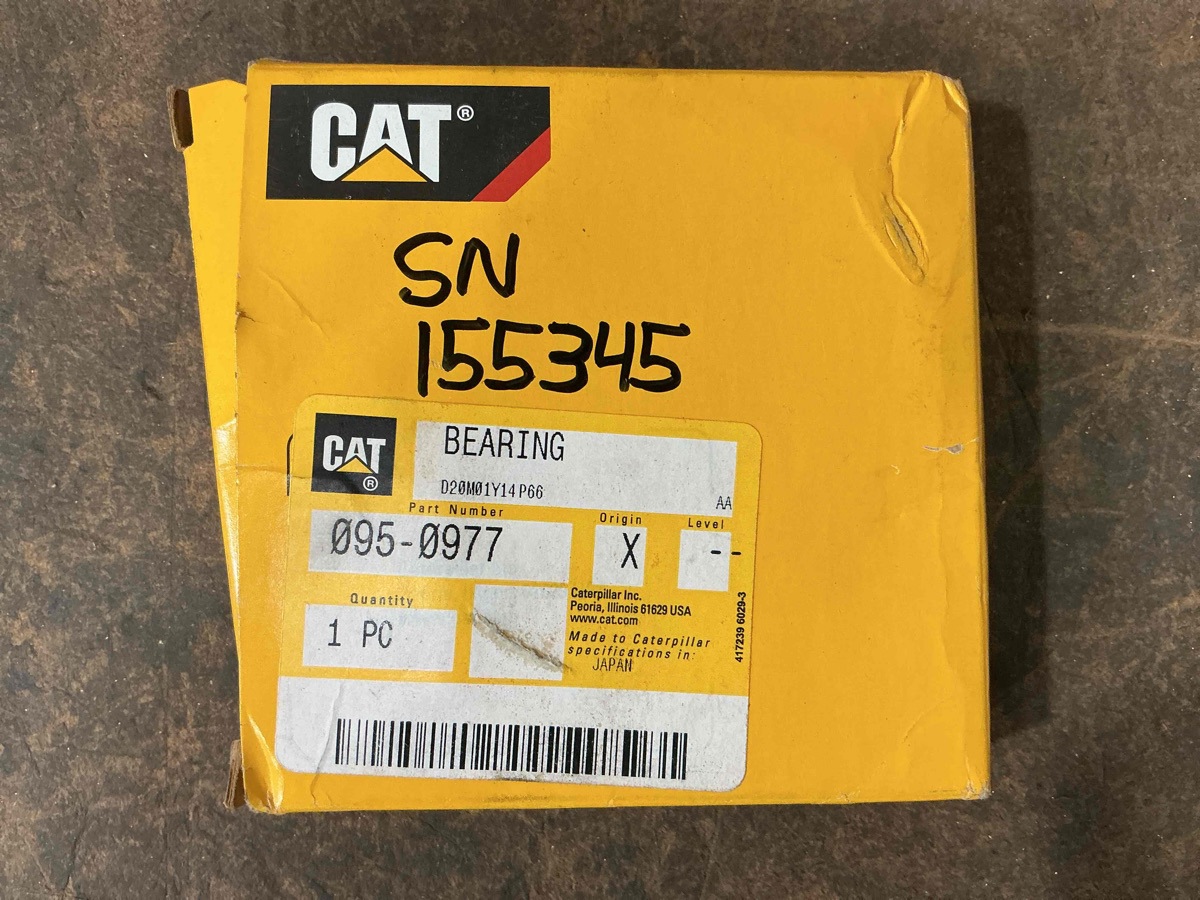 CAT®
SN
155345
CAT®
BEARING
D20M01Y14P66
AA
Part Number
Origin
Level
095-0977
X
--
Quantity
1 PC
Caterpillar Inc.
Peoria, Illinois 61629 USA
www.cat.com
Made to Caterpillar
specifications in:
JAPAN
417239 6029-3